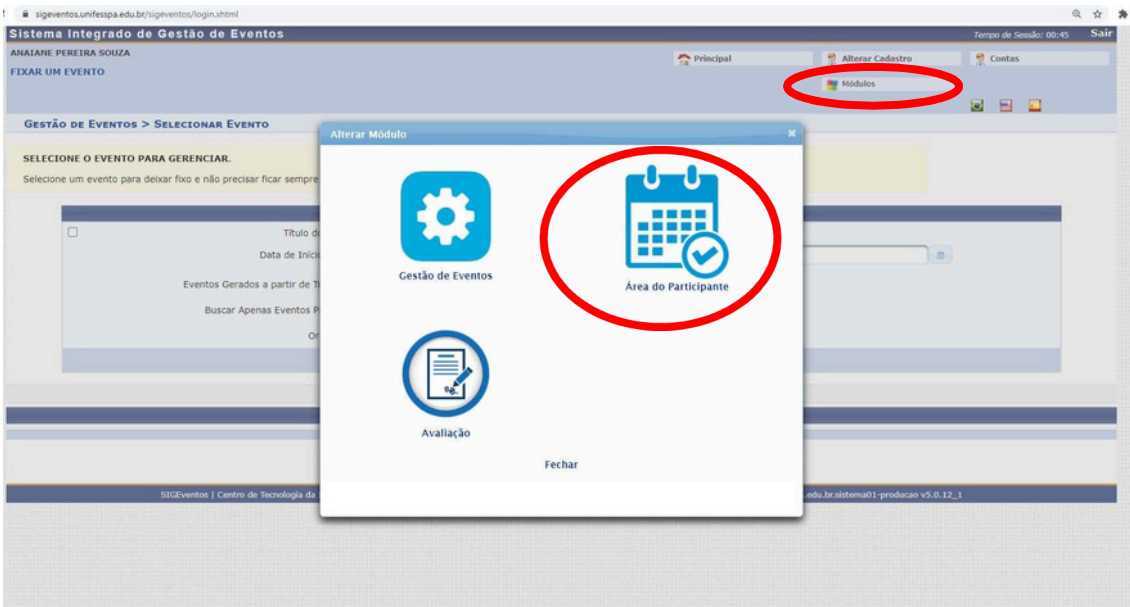 sigeventos.unifesspa.edu.br/sigeventos/login.xhtml
Sistema Integrado de Gestão de Eventos
Tempo de Sessão: 00:45 Sair
ANAIANE PEREIRA SOUZA
FIXAR UM EVENTO
Principal
Alterar Cadastro
Contas
Módulos
GESTÃO DE EVENTOS > SELECIONAR EVENTO
Alterar Módulo
SELECIONE O EVENTO PARA GERENCIAR.
Selecione um evento para deixar fixo e não precisar ficar sempre
Título d
Data de Iníci
Eventos Gerados a partir de T
Buscar Apenas Eventos P
Or
Gestão de Eventos
Área do Participante
Avaliação
Fechar
SIGEventos | Centro de Tecnologia da
.edu.br.sistema01-producao v5.0.12_1